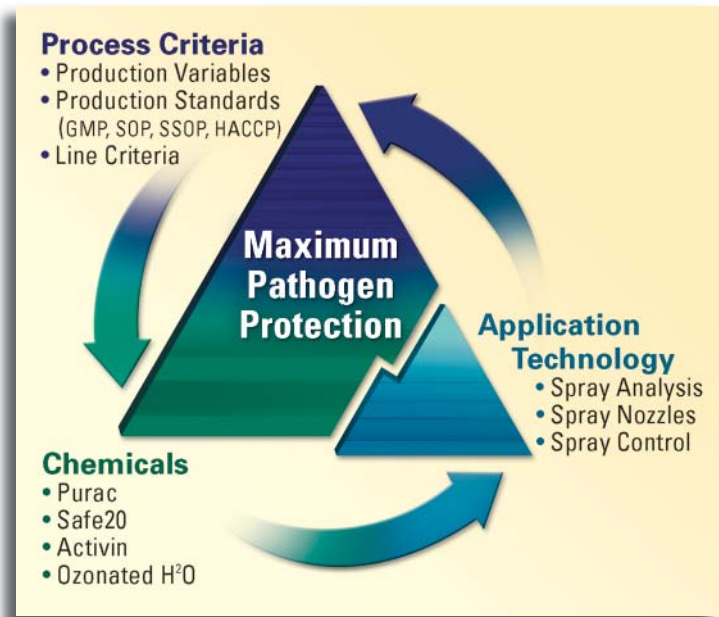 Process Criteria
• Production Variables
• Production Standards
(GMP, SOP, SSOP, HACCP)
• Line Criteria
Maximum
Pathogen
Protection
Application
Technology
• Spray Analysis
• Spray Nozzles
• Spray Control
Chemicals
• Purac
• Safe20
• Activin
• Ozonated H²O